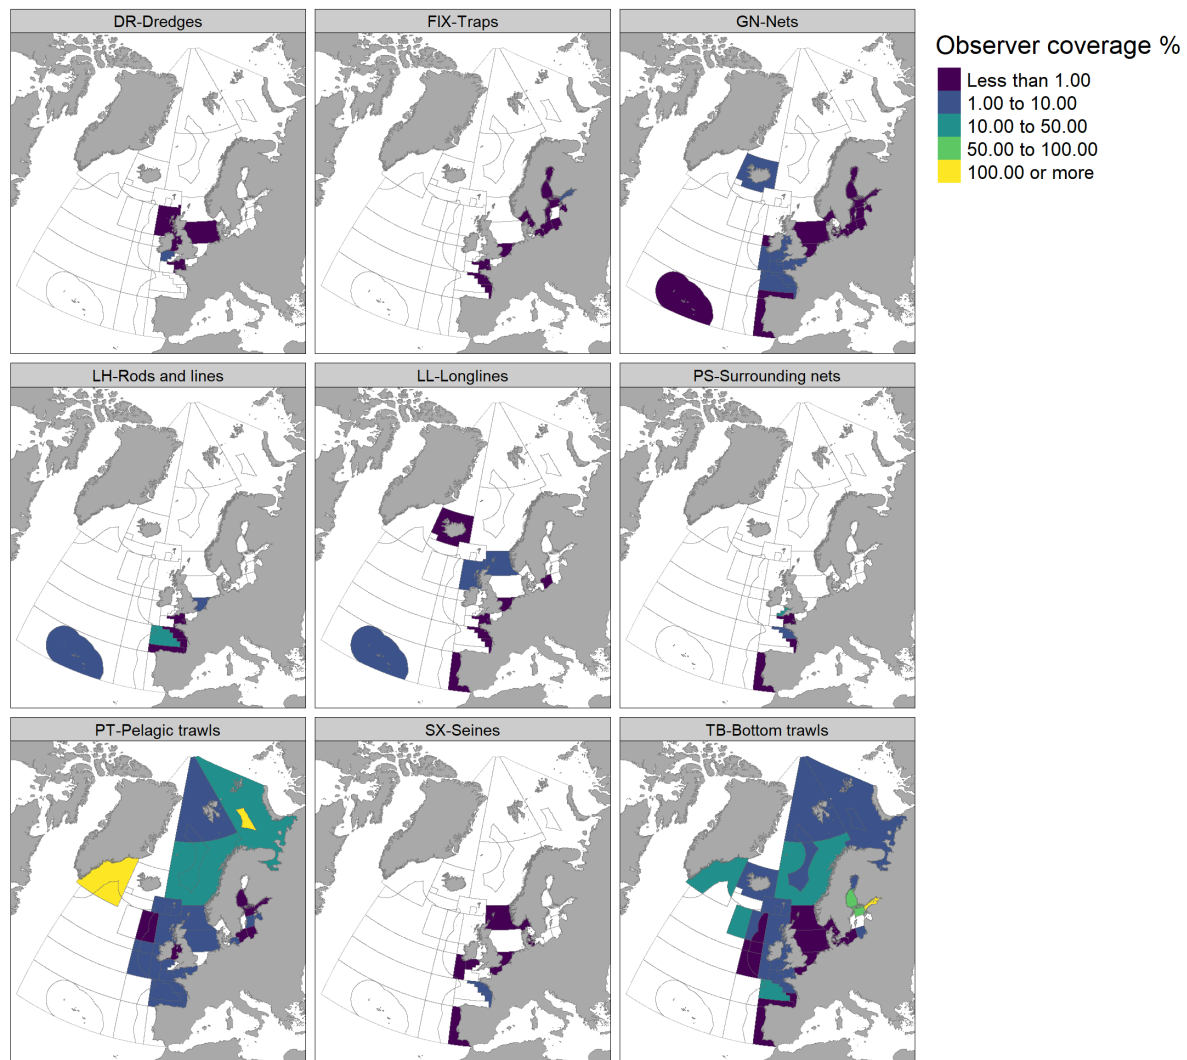 DR-Dredges
FIX-Traps
GN-Nets
Observer coverage %
Less than 1.00
1.00 to 10.00
10.00 to 50.00
50.00 to 100.00
100.00 or more
LH-Rods and lines
LL-Longlines
PS-Surrounding nets
PT-Pelagic trawls
SX-Seines
TB-Bottom trawls